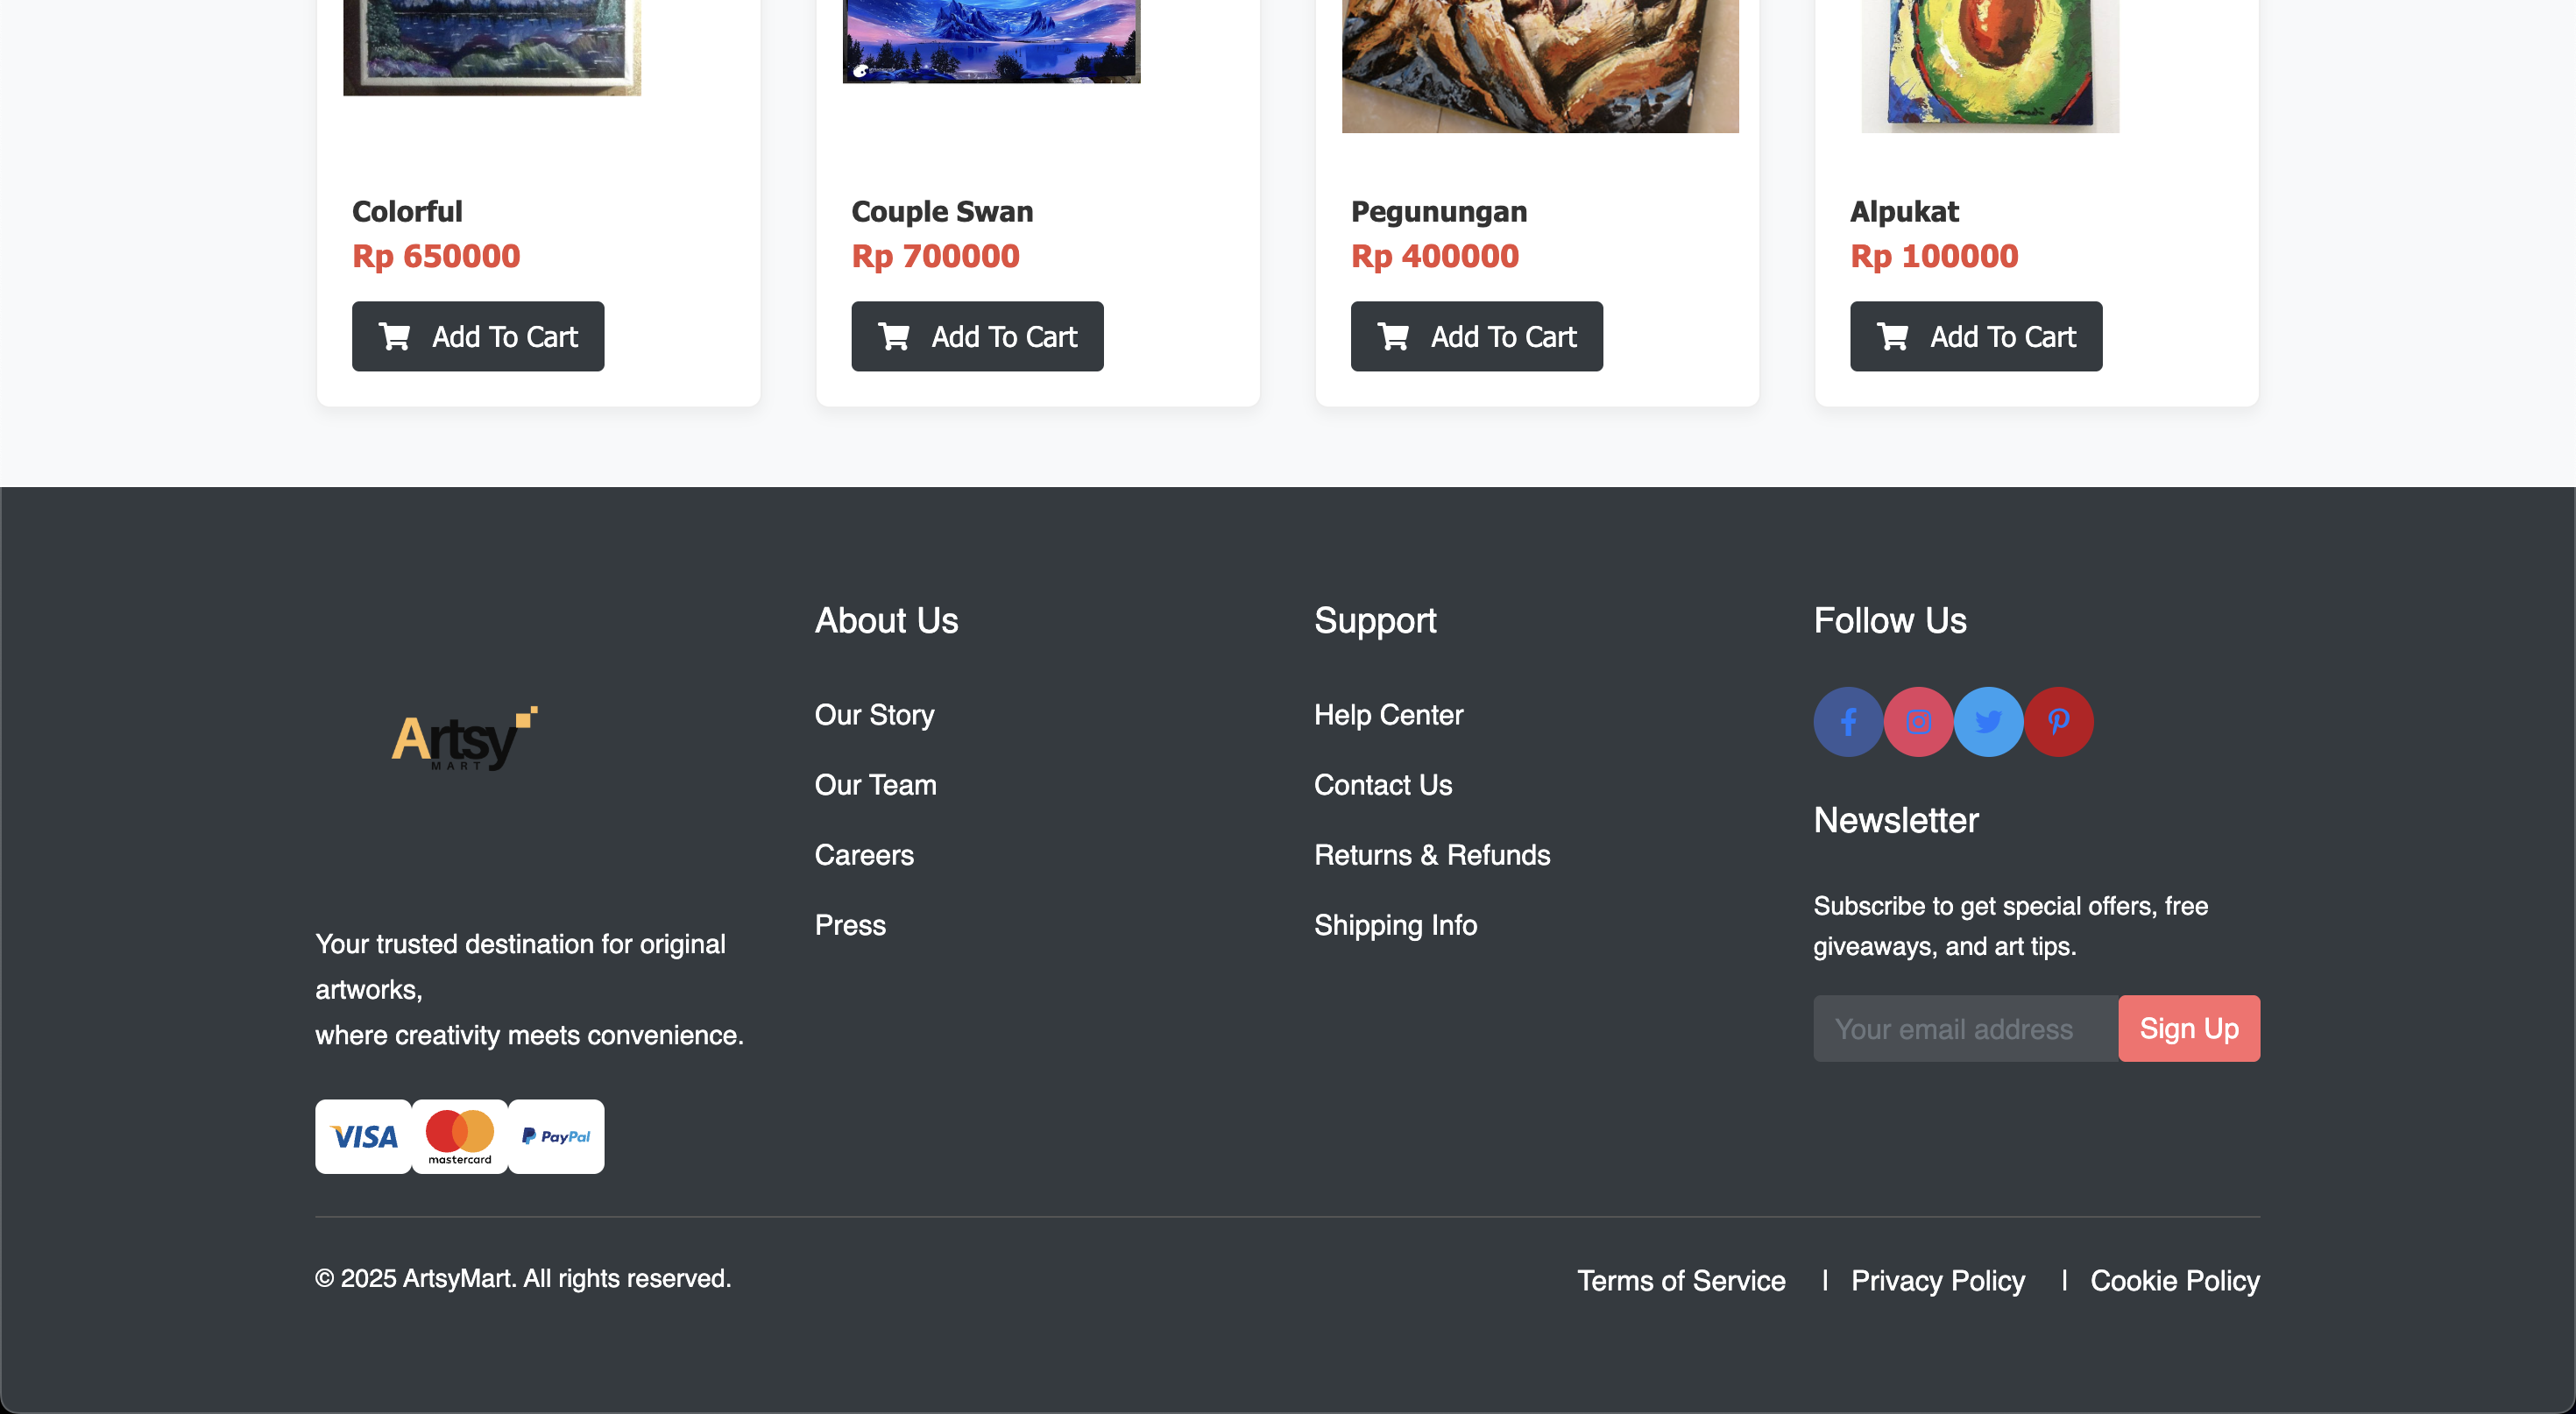 Colorful
Rp 650000
Add To Cart
Couple Swan
Rp 700000
Add To Cart
Pegunungan
Rp 400000
Add To Cart
Alpukat
Rp 100000
Add To Cart
Artsy
MART
Your trusted destination for original
artworks,
where creativity meets convenience.
VISA
mastercard
PayPal
About Us
Our Story
Our Team
Careers
Press
Support
Help Center
Contact Us
Returns & Refunds
Shipping Info
Follow Us
Newsletter
Subscribe to get special offers, free
giveaways, and art tips.
Your email address
Sign Up
© 2025 ArtsyMart. All rights reserved.
Terms of Service | Privacy Policy | Cookie Policy